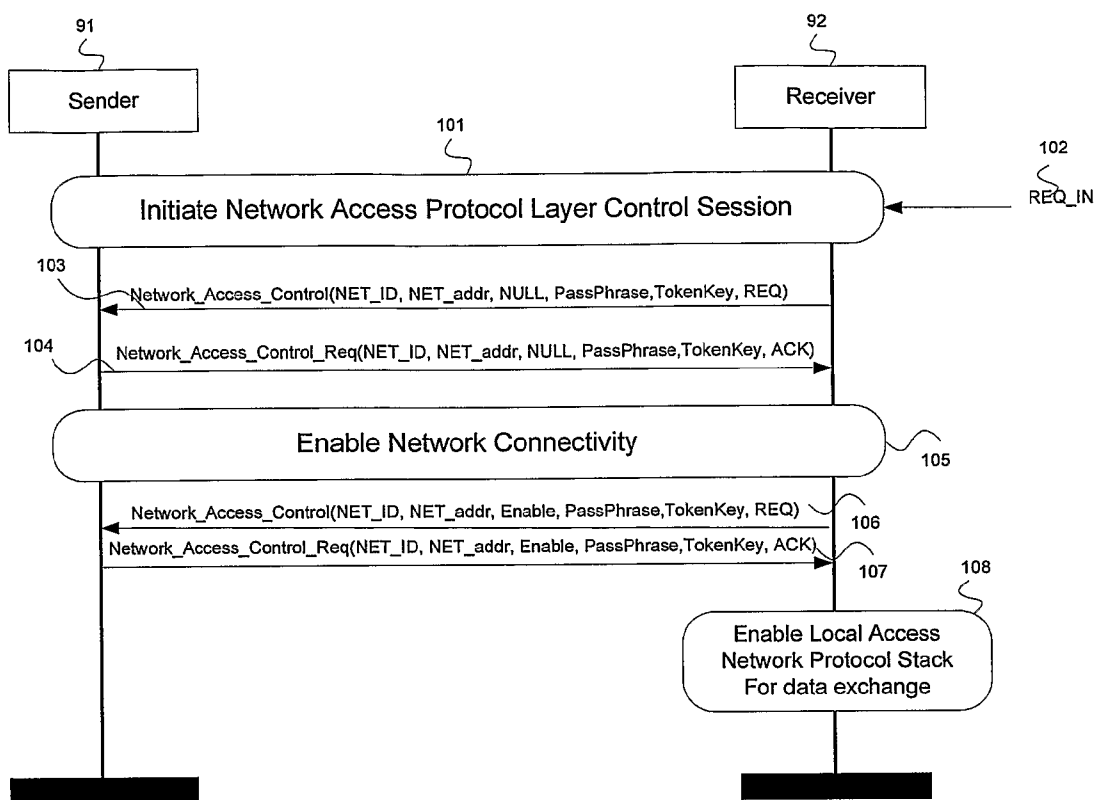 91
92
Sender
Receiver
101
102
REQ_IN
Initiate Network Access Protocol Layer Control Session
103
Network_Access_Control(NET_ID, NET_addr, NULL, PassPhrase,TokenKey, REQ)
104
Network_Access_Control_Req(NET_ID, NET_addr, NULL, PassPhrase,TokenKey, ACK)
Enable Network Connectivity
105
Network_Access_Control(NET_ID, NET_addr, Enable, PassPhrase,TokenKey, REQ)
106
Network_Access_Control_Req(NET_ID, NET_addr, Enable, PassPhrase,TokenKey, ACK)
107
108
Enable Local Access
Network Protocol Stack
For data exchange